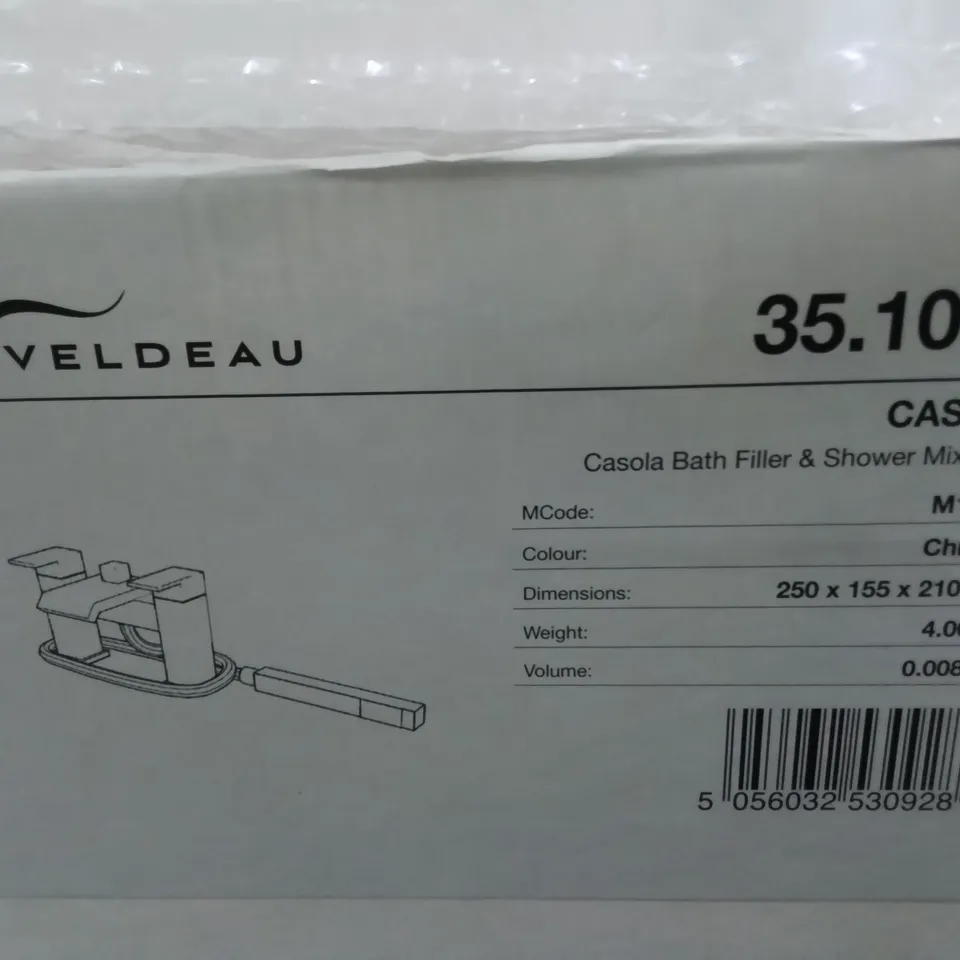 VELDEAU
35.10
CAS
Casola Bath Filler & Shower Mix
MCode: M
Colour: Ch
Dimensions: 250 x 155 x 210
Weight: 4.0
Volume: 0.008
5 056032 530928